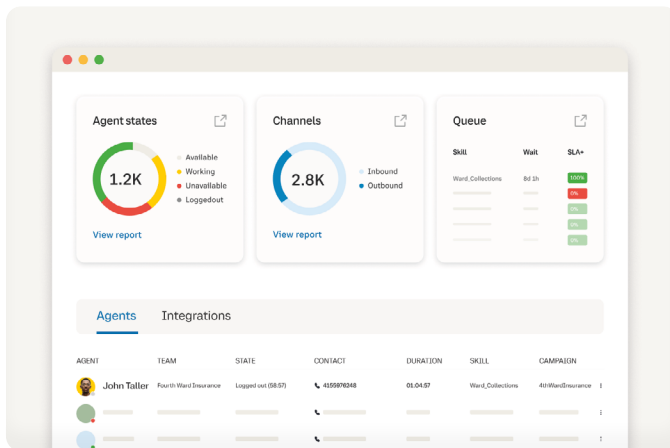 Agent states
1.2K
Available
Working
Unavailable
Loggedout
View report
Channels
2.8K
Inbound
Outbound
View report
Queue
Skill Wait SLA+
Ward_Collections 8d 1h 100%
0%
0%
0%
0%
Agents Integrations
AGENT TEAM STATE CONTACT DURATION SKILL CAMPAIGN
John Taller Fourth Ward Insurance Logged out (58:57) 4155976248 01:04:57 Ward_Collections 4thWardInsurance